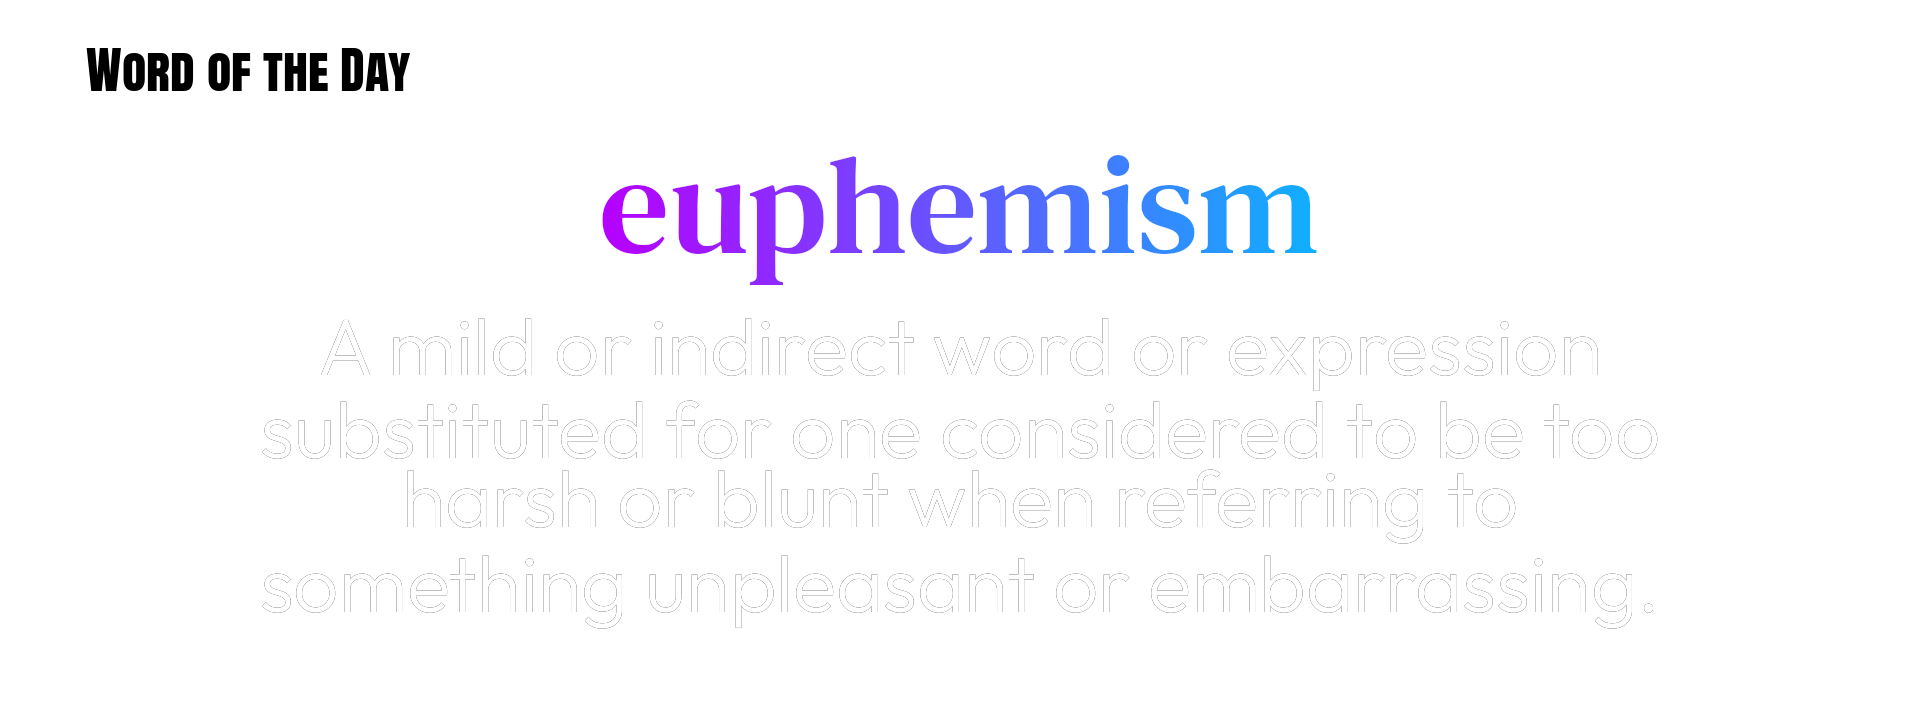 Word of the Day
euphemism
A mild or indirect word or expression
substituted for one considered to be too
harsh or blunt when referring to
something unpleasant or embarrassing.